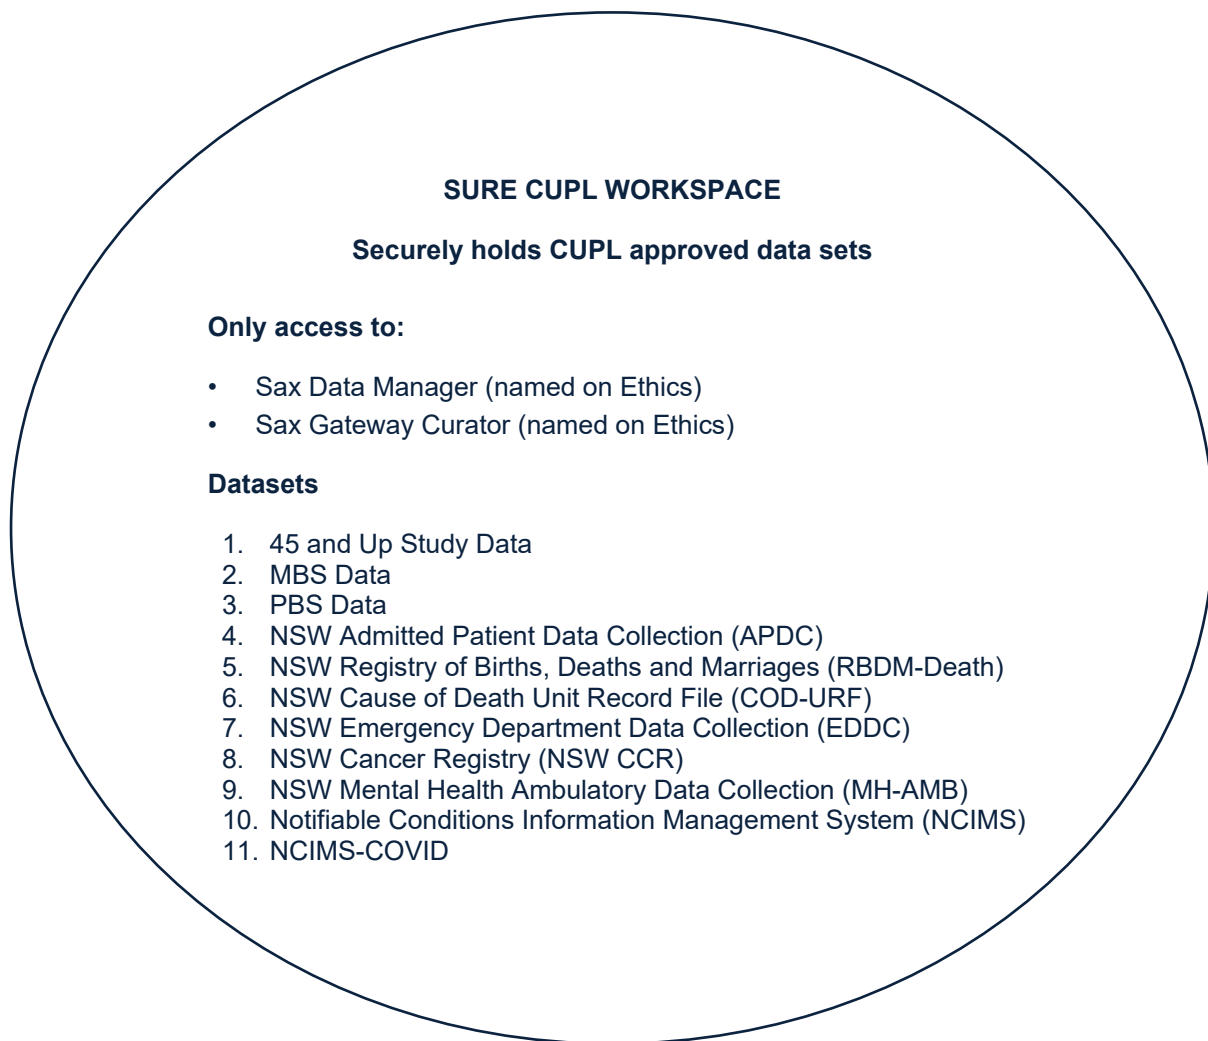 SURE CUPL WORKSPACE
Securely holds CUPL approved data sets
Only access to:
• Sax Data Manager (named on Ethics)
• Sax Gateway Curator (named on Ethics)
Datasets
1. 45 and Up Study Data
2. MBS Data
3. PBS Data
4. NSW Admitted Patient Data Collection (APDC)
5. NSW Registry of Births, Deaths and Marriages (RBDM-Death)
6. NSW Cause of Death Unit Record File (COD-URF)
7. NSW Emergency Department Data Collection (EDDC)
8. NSW Cancer Registry (NSW CCR)
9. NSW Mental Health Ambulatory Data Collection (MH-AMB)
10. Notifiable Conditions Information Management System (NCIMS)
11. NCIMS-COVID